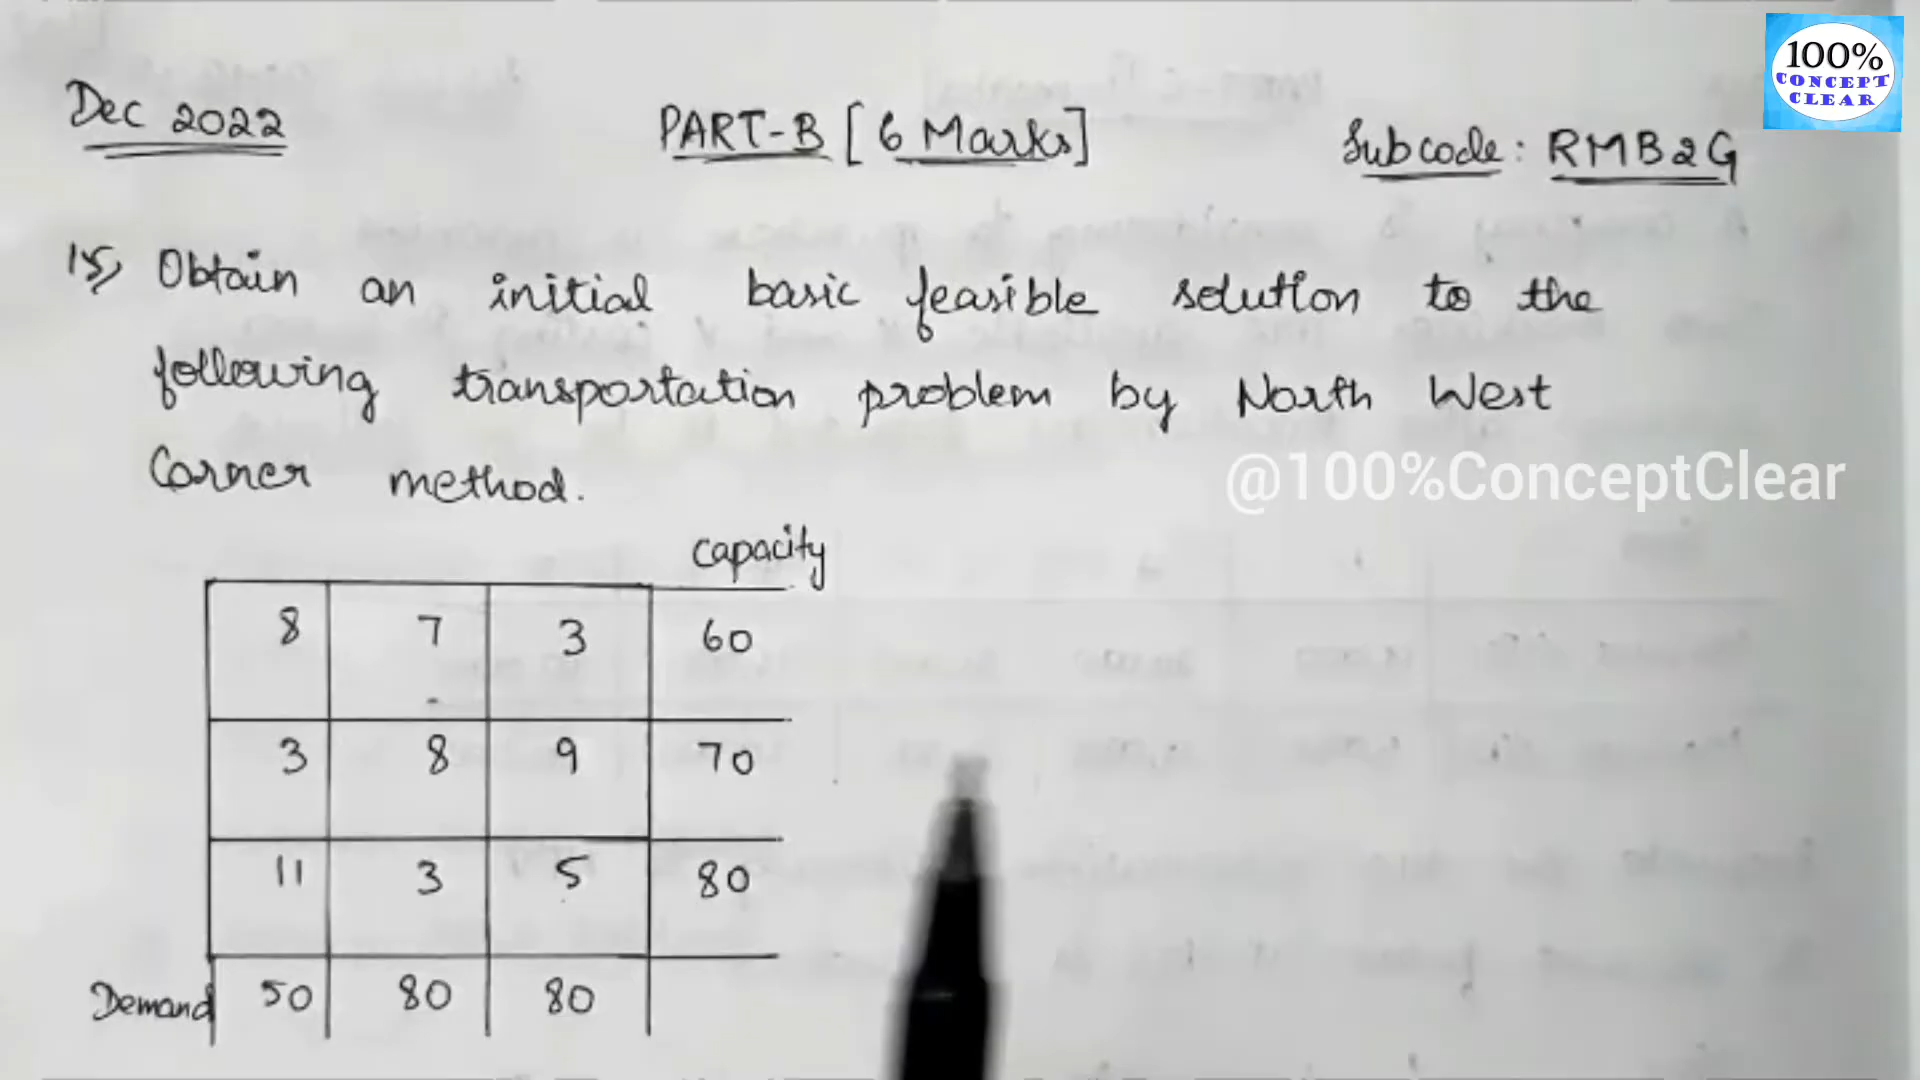 100%
CONCEPT
CLEAR
Dec 2022 PART-B [6 Marks] Subcode: RMB2G
15, Obtain an initial basic feasible solution to the
following transportation problem by North West
Corner method.
@100%ConceptClear
capacity
8 7 3 60
3 8 9 70
11 3 5 80
Demand 50 80 80